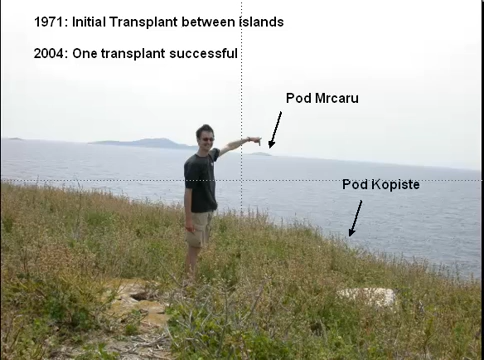 1971: Initial Transplant between islands
2004: One transplant successful
Pod Mrcaru
Pod Kopiste